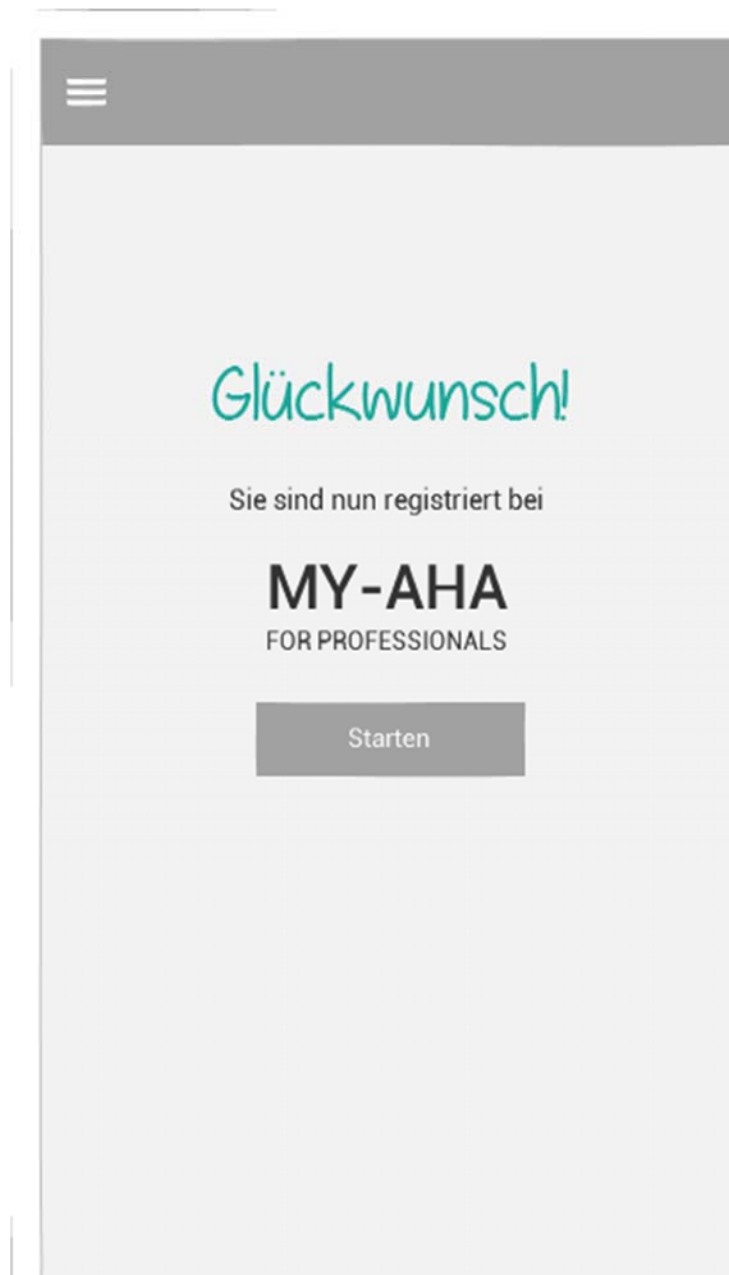 Glückwunsch!
Sie sind nun registriert bei
MY-AHA
FOR PROFESSIONALS
Starten